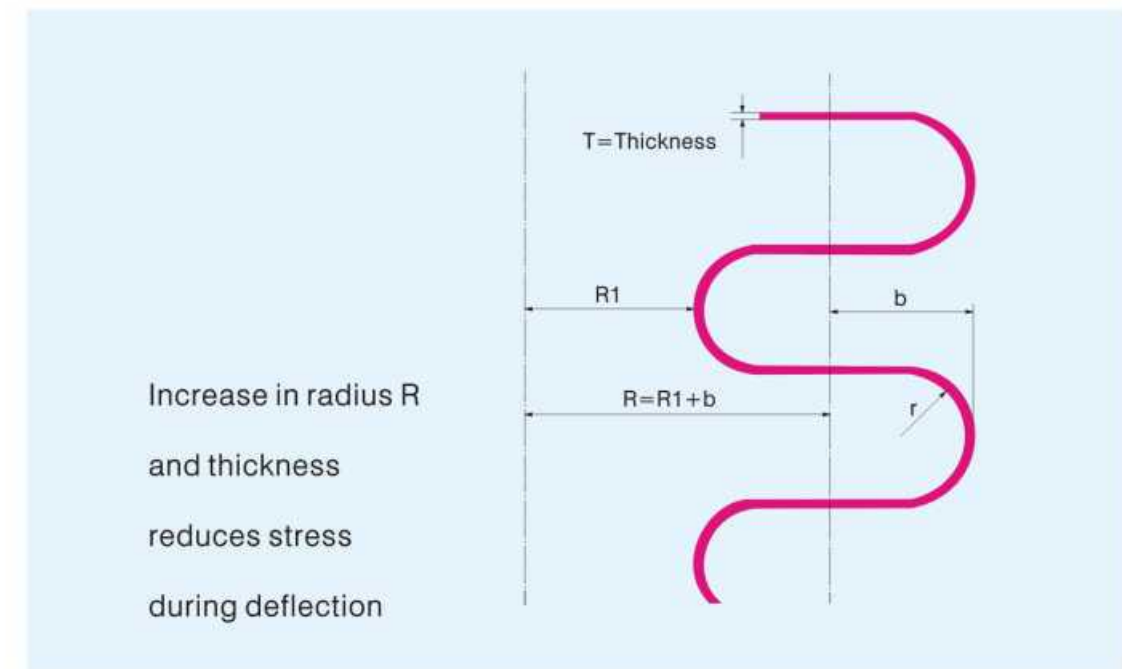 T=Thickness
R1
b
Increase in radius R
R=R1+b
r
and thickness
reduces stress
during deflection